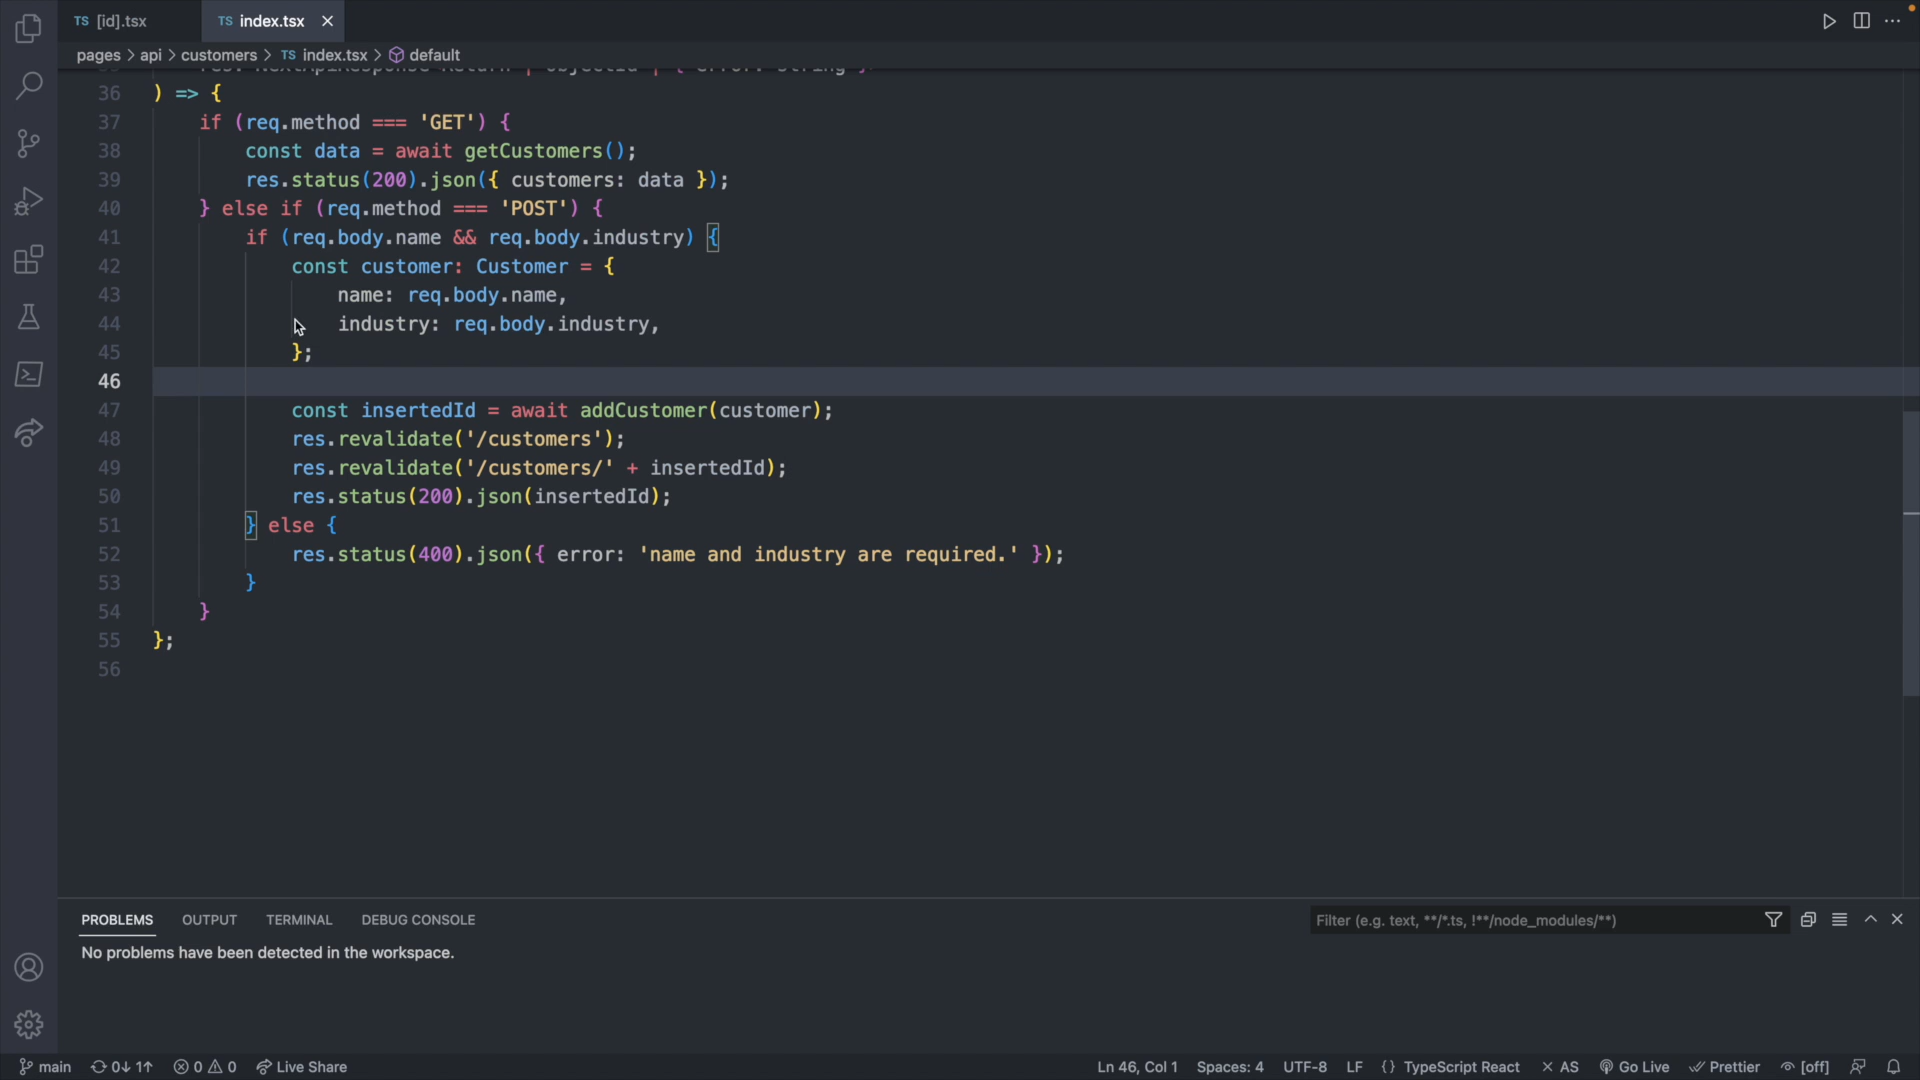 TS [id].tsx
TS index.tsx
pages > api > customers > TS index.tsx > default
36 ) => {
37 if (req.method === 'GET') {
38 const data = await getCustomers();
39 res.status(200).json({ customers: data });
40 } else if (req.method === 'POST') {
41 if (req.body.name && req.body.industry) {
42 const customer: Customer = {
43 name: req.body.name,
44 industry: req.body.industry,
45 };
46
47 const insertedId = await addCustomer(customer);
48 res.revalidate('/customers');
49 res.revalidate('/customers/' + insertedId);
50 res.status(200).json(insertedId);
51 } else {
52 res.status(400).json({ error: 'name and industry are required.' });
53 }
54 }
55 };
56
PROBLEMS OUTPUT TERMINAL DEBUG CONSOLE
Filter (e.g. text, **/*.ts, !**/node_modules/**)
No problems have been detected in the workspace.
main 0↓ 1↑ 0 0 Live Share
Ln 46, Col 1 Spaces: 4 UTF-8 LF {} TypeScript React × AS Go Live Prettier [off]